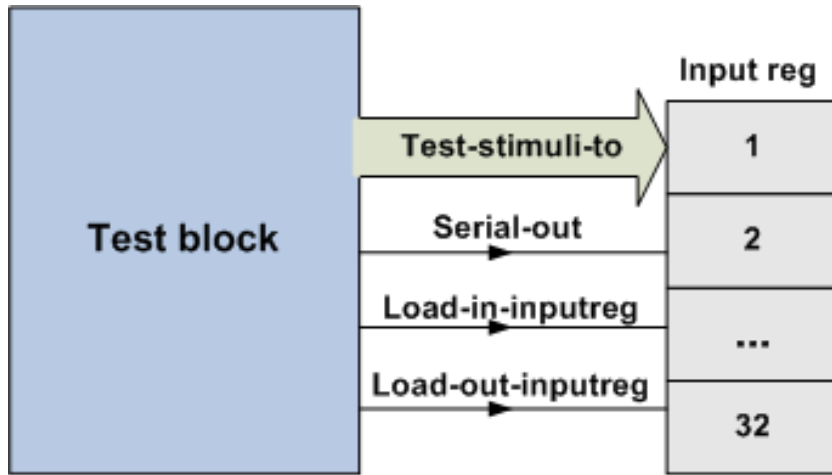 Input reg
Test-stimuli-to
1
Test block
Serial-out
2
Load-in-inputreg
...
Load-out-inputreg
32